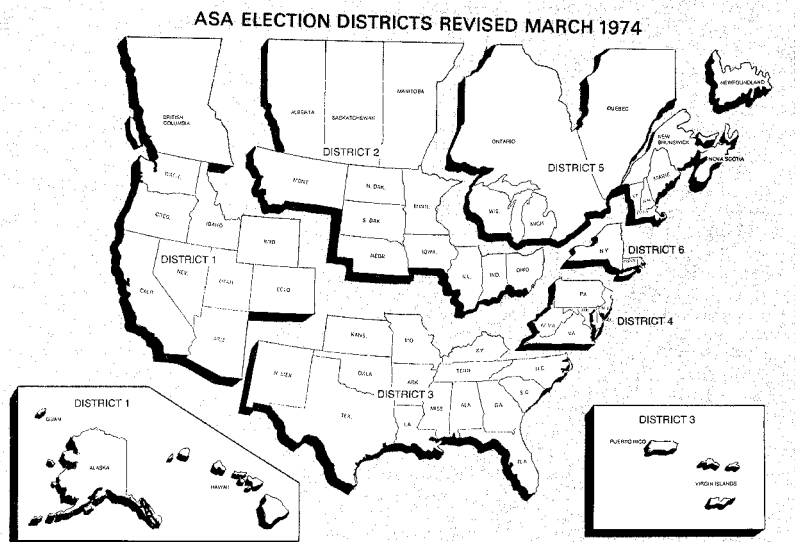 ASA ELECTION DISTRICTS REVISED MARCH 1974
BRITISH
COLUMBIA
ALBERTA
SASKATCHEWAN
MANITOBA
ONTARIO
QUEBEC
NEWFOUNDLAND
NEW
BRUNSWICK
NOVA SCOTIA
DISTRICT 2
DISTRICT 5
MAINE
WASH.
MONT.
N. DAK.
MINN.
WIS.
MICH.
OREG.
IDAHO
S. DAK.
WYO.
NEBR.
IOWA
N.Y.
DISTRICT 6
DISTRICT 1
NEV.
UTAH
COLO.
CALIF.
ILL.
IND.
OHIO
PA.
W. VA.
VA.
DISTRICT 4
ARIZ.
KANS.
MO.
KY.
TENN.
N.C.
N. MEX.
OKLA.
ARK.
DISTRICT 3
S.C.
TEX.
LA.
MISS.
ALA.
GA.
FLA.
DISTRICT 1
GUAM
ALASKA
HAWAII
DISTRICT 3
PUERTO RICO
VIRGIN ISLANDS